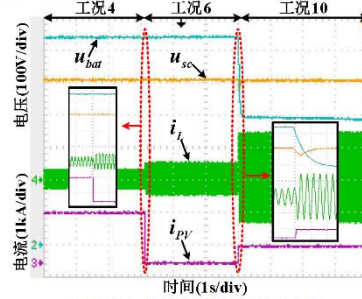 工况4 工况6 工况10
电压(100V/div)
u_bat u_sc
i_L
4
电流(1kA/div)
i_PV
2
3
时间(1s/div)